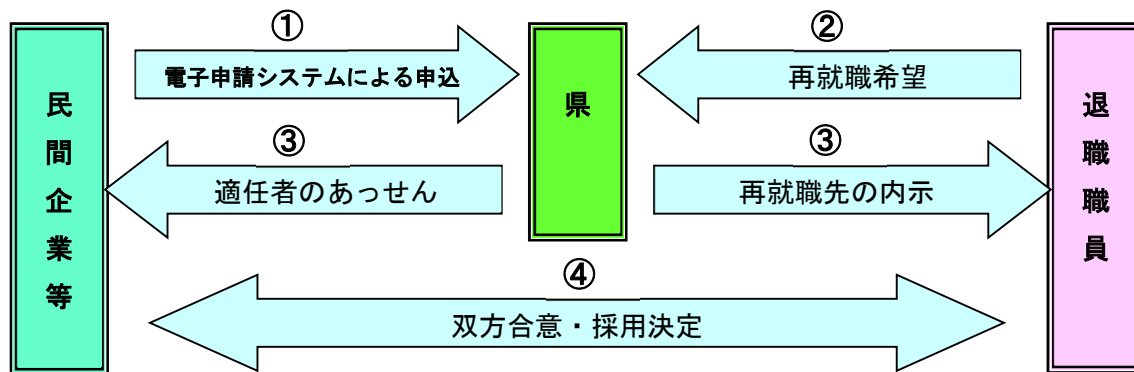 ①
②
電子申請システムによる申込
再就職希望
民間企業等
県
退職職員
③
③
適任者のあっせん
再就職先の内示
④
双方合意・採用決定